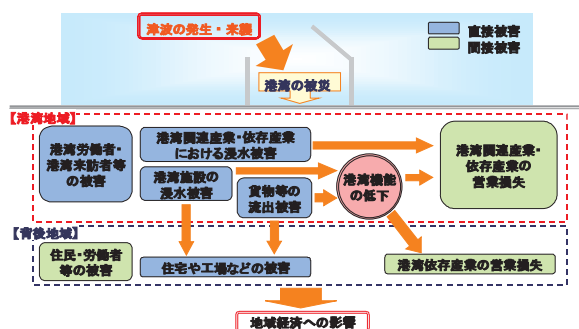 津波の発生・来襲
直接被害
間接被害
港湾の被災
【港湾地域】
港湾労働者・
港湾来訪者等
の被害
港湾関連産業・依存産業
における浸水被害
港湾施設の
浸水被害
貨物等の
流出被害
港湾機能
の低下
港湾関連産業・
依存産業の
営業損失
【背後地域】
住民・労働者
等の被害
住宅や工場などの被害
港湾依存産業の営業損失
地域経済への影響